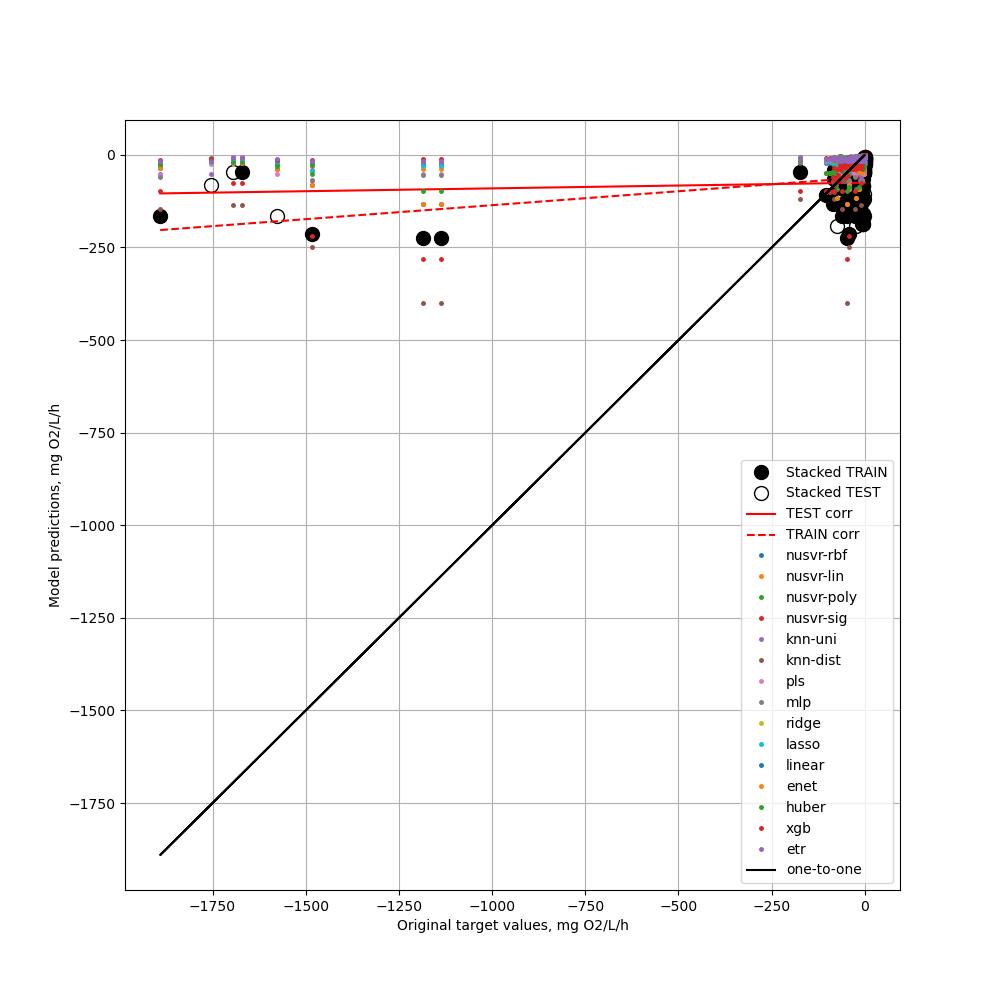 0
−250
−500
−750
−1000
−1250
−1500
−1750
Model predictions, mg O2/L/h
Stacked TRAIN
Stacked TEST
TEST corr
TRAIN corr
nusvr-rbf
nusvr-lin
nusvr-poly
nusvr-sig
knn-uni
knn-dist
pls
mlp
ridge
lasso
linear
enet
huber
xgb
etr
one-to-one
−1750 −1500 −1250 −1000 −750 −500 −250 0
Original target values, mg O2/L/h